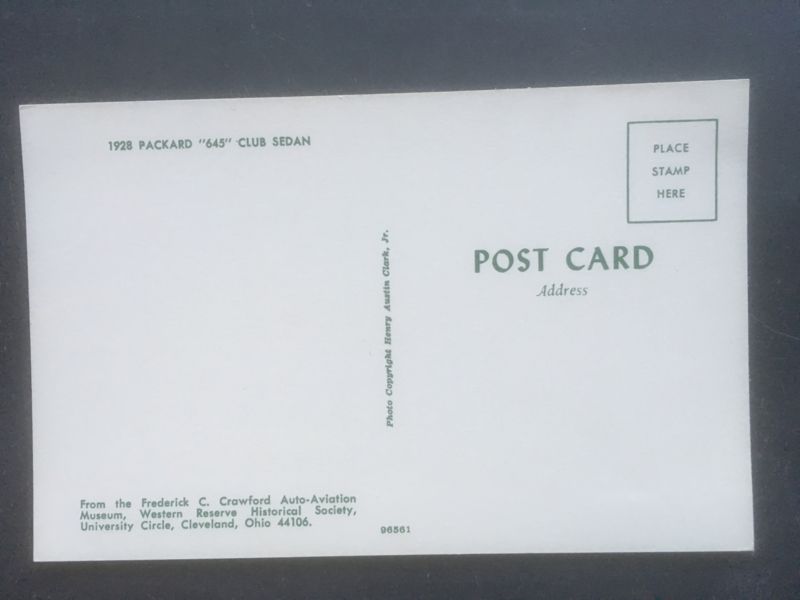 1928 PACKARD "645" CLUB SEDAN
PLACE
STAMP
HERE
POST CARD
Address
Photo Copyright Henry Austin Clark, Jr.
From the Frederick C. Crawford Auto-Aviation
Museum, Western Reserve Historical Society,
University Circle, Cleveland, Ohio 44106.
96561